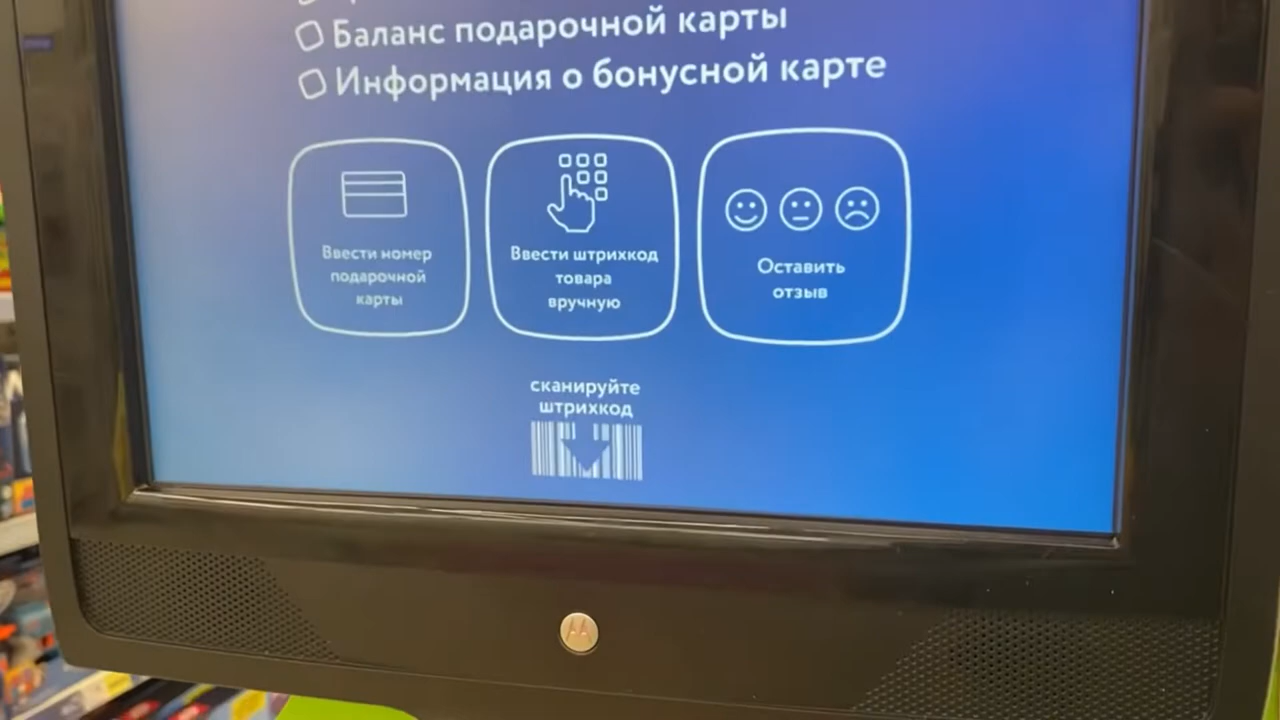 Баланс подарочной карты
Информация о бонусной карте
Ввести номер
подарочной
карты
Ввести штрихкод
товара
вручную
Оставить
отзыв
сканируйте
штрихкод